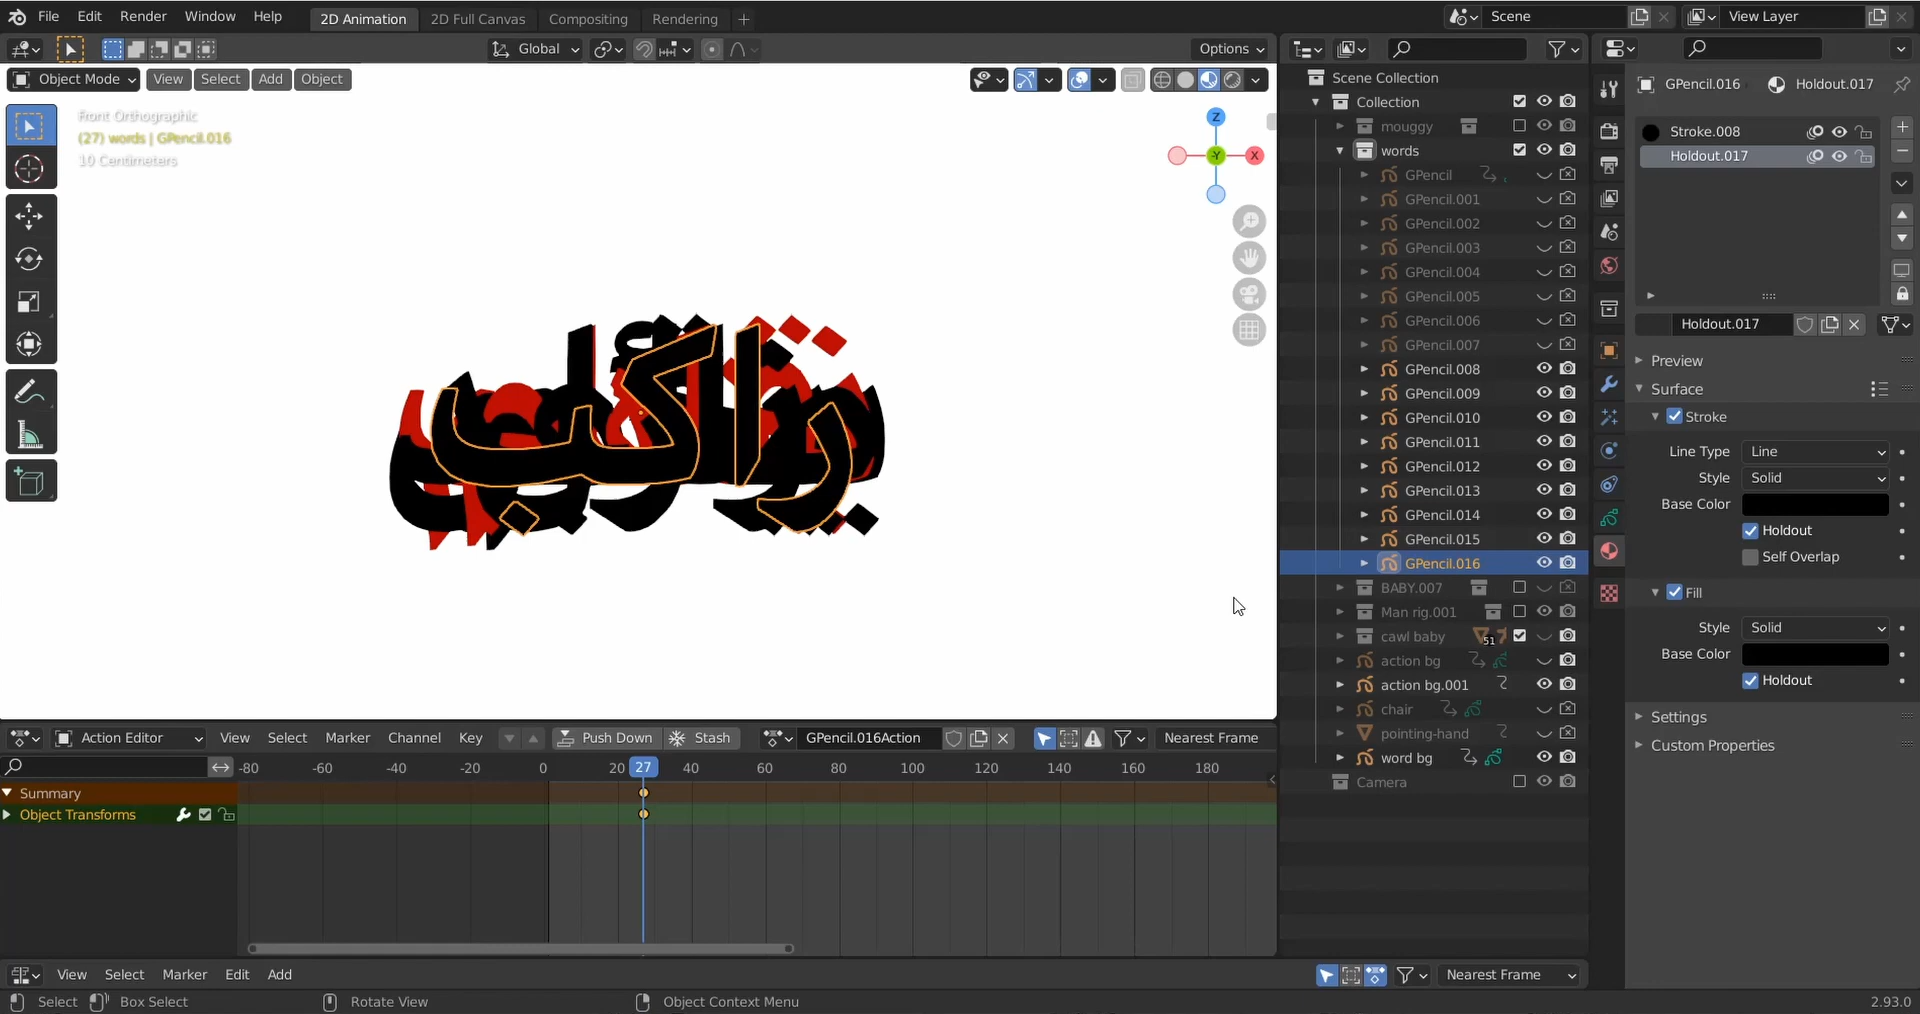 File Edit Render Window Help 2D Animation 2D Full Canvas Compositing Rendering + Scene View Layer
Global Options
Object Mode View Select Add Object
Front Orthographic
(27) words | GPencil.016
10 Centimeters
Z
-Y
X
راكب
Scene Collection
Collection
mouggy
words
GPencil
GPencil.001
GPencil.002
GPencil.003
GPencil.004
GPencil.005
GPencil.006
GPencil.007
GPencil.008
GPencil.009
GPencil.010
GPencil.011
GPencil.012
GPencil.013
GPencil.014
GPencil.015
GPencil.016
BABY.007
Man rig.001
cawl baby 51
action bg
action bg.001
chair
pointing-hand
word bg
Camera
GPencil.016 Holdout.017
Stroke.008
Holdout.017
Holdout.017
Preview
Surface
Stroke
Line Type Line
Style Solid
Base Color
Holdout
Self Overlap
Fill
Style Solid
Base Color
Holdout
Settings
Custom Properties
Action Editor View Select Marker Channel Key Push Down Stash GPencil.016Action Nearest Frame
-80 -60 -40 -20 0 20 27 40 60 80 100 120 140 160 180
Summary
Object Transforms
View Select Marker Edit Add Nearest Frame
Select Box Select Rotate View Object Context Menu 2.93.0